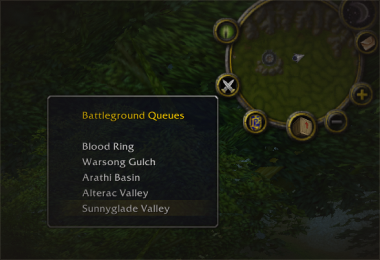 Battleground Queues
Blood Ring
Warsong Gulch
Arathi Basin
Alterac Valley
Sunnyglade Valley